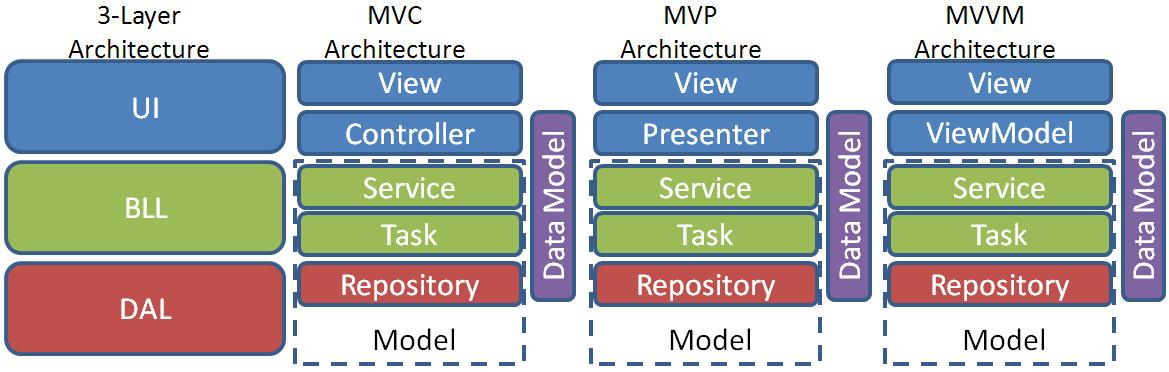 3-Layer
Architecture
UI
BLL
DAL
MVC
Architecture
View
Controller
Service
Task
Repository
Model
Data Model
MVP
Architecture
View
Presenter
Service
Task
Repository
Model
Data Model
MVVM
Architecture
View
ViewModel
Service
Task
Repository
Model
Data Model